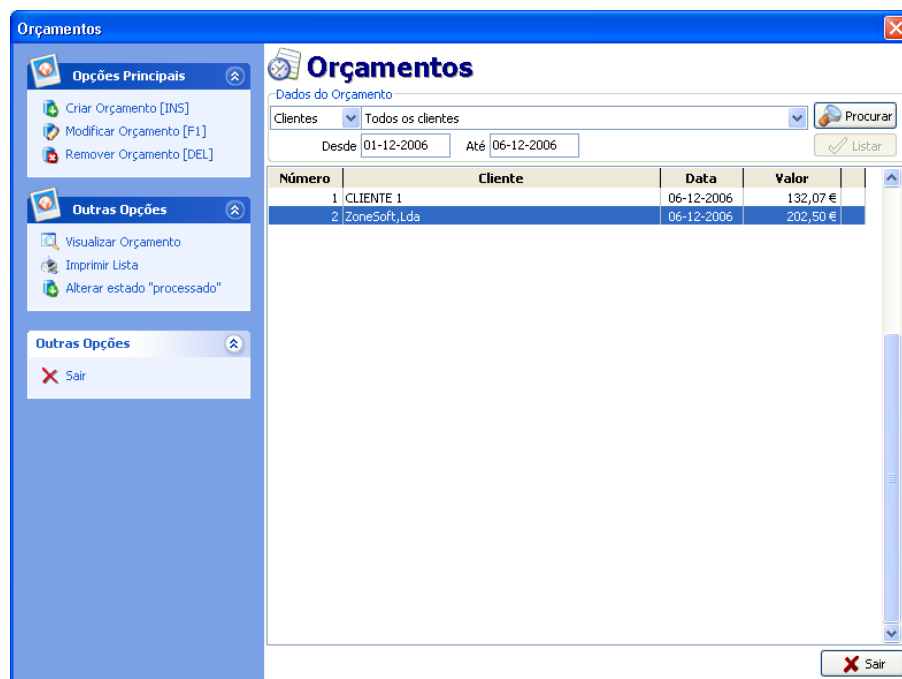 Orçamentos
Opções Principais
Criar Orçamento [INS]
Modificar Orçamento [F1]
Remover Orçamento [DEL]
Outras Opções
Visualizar Orçamento
Imprimir Lista
Alterar estado "processado"
Outras Opções
Sair
Orçamentos
Dados do Orçamento
Clientes Todos os clientes Procurar
Desde 01-12-2006 Até 06-12-2006 Listar
Número Cliente Data Valor
1 CLIENTE 1 06-12-2006 132,07 €
2 ZoneSoft,Lda 06-12-2006 202,50 €
Sair